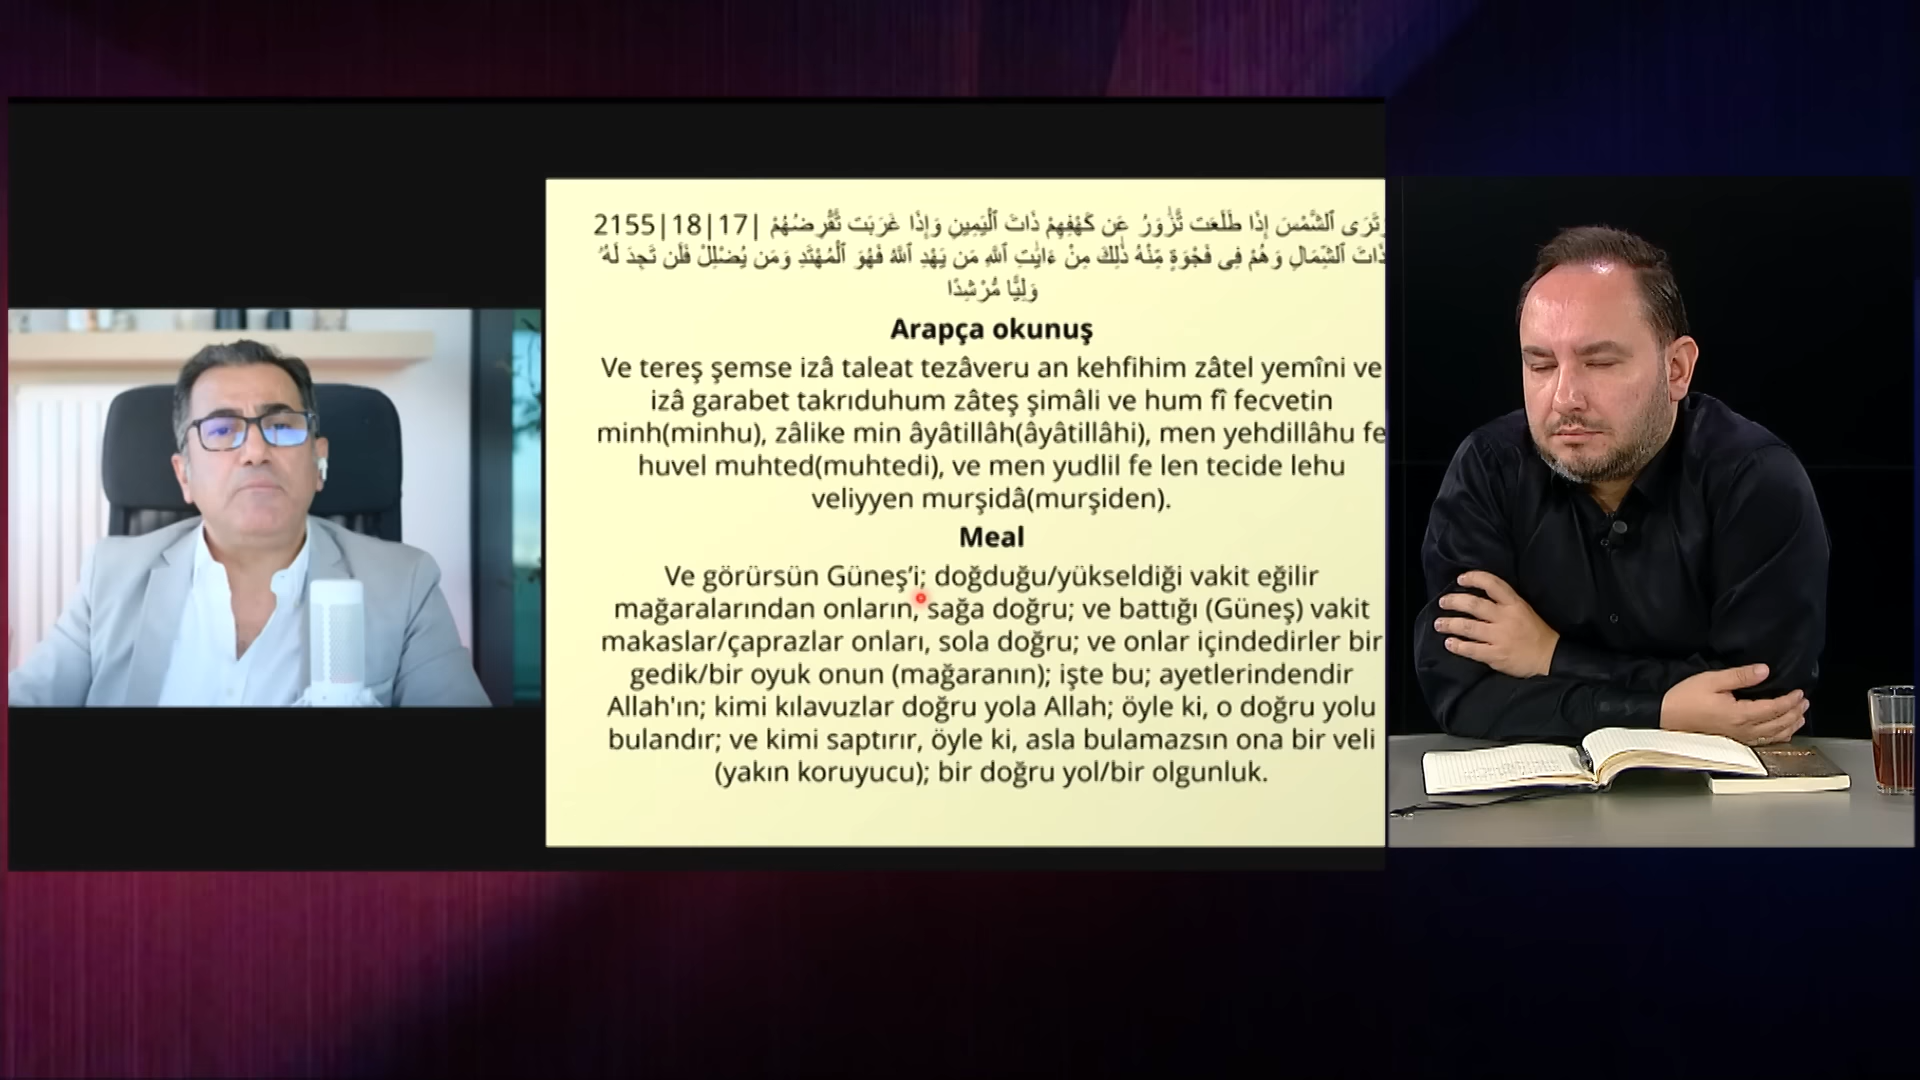 2155|18|17| وَتَرَى ٱلشَّمْسَ إِذَا طَلَعَت تَّزَٰوَرُ عَن كَهْفِهِمْ ذَاتَ ٱلْيَمِينِ وَإِذَا غَرَبَت تَّقْرِضُهُمْ
ذَاتَ ٱلشِّمَالِ وَهُمْ فِى فَجْوَةٍ مِّنْهُ ذَٰلِكَ مِنْ ءَايَٰتِ ٱللَّهِ مَن يَهْدِ ٱللَّهُ فَهُوَ ٱلْمُهْتَدِ وَمَن يُضْلِلْ فَلَن تَجِدَ لَهُۥ
وَلِيًّا مُّرْشِدًا
Arapça okunuş
Ve tereş şemse izâ taleat tezâveru an kehfihim zâtel yemîni ve
izâ garabet takrıduhum zâteş şimâli ve hum fî fecvetin
minh(minhu), zâlike min âyâtillâh(âyâtillâhi), men yehdillâhu fe
huvel muhted(muhtedi), ve men yudlil fe len tecide lehu
veliyyen murşidâ(murşiden).
Meal
Ve görürsün Güneş’i; doğduğu/yükseldiği vakit eğilir
mağaralarından onların, sağa doğru; ve battığı (Güneş) vakit
makaslar/çaprazlar onları, sola doğru; ve onlar içindedirler bir
gedik/bir oyuk onun (mağaranın); işte bu; ayetlerindendir
Allah'ın; kimi kılavuzlar doğru yola Allah; öyle ki, o doğru yolu
bulandır; ve kimi saptırır, öyle ki, asla bulamazsın ona bir veli
(yakın koruyucu); bir doğru yol/bir olgunluk.